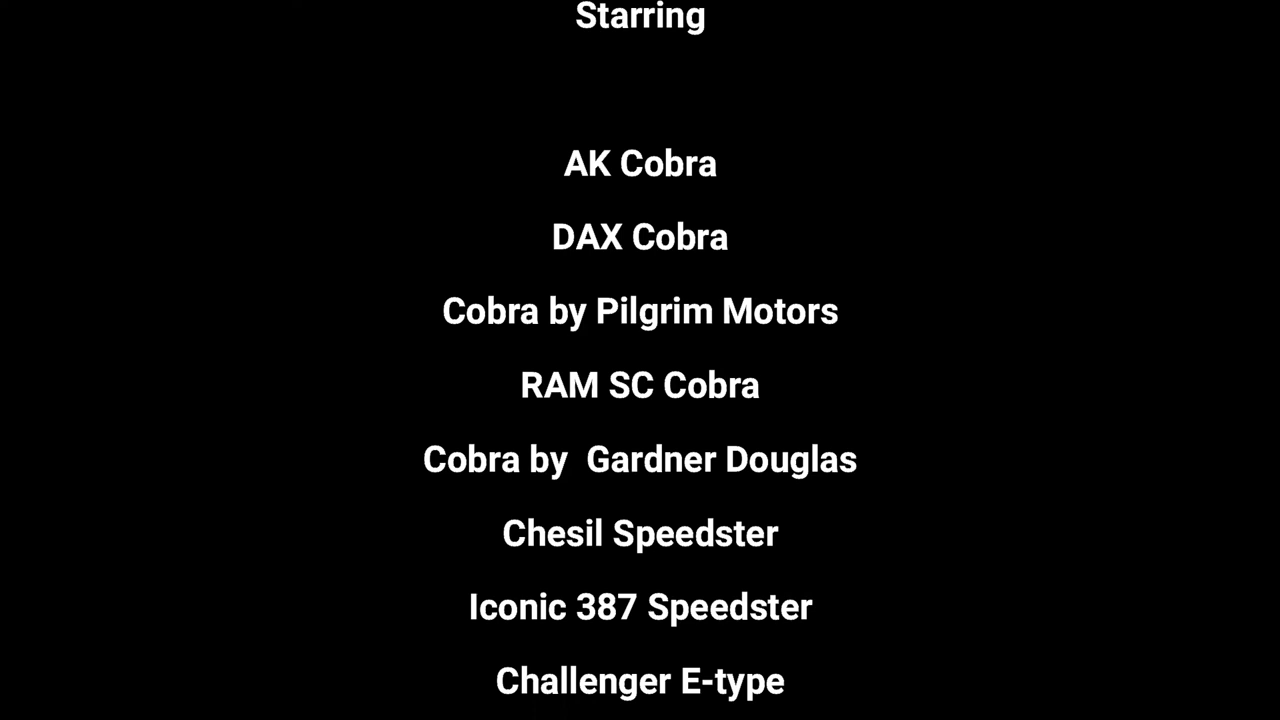 Starring
AK Cobra
DAX Cobra
Cobra by Pilgrim Motors
RAM SC Cobra
Cobra by  Gardner Douglas
Chesil Speedster
Iconic 387 Speedster
Challenger E-type